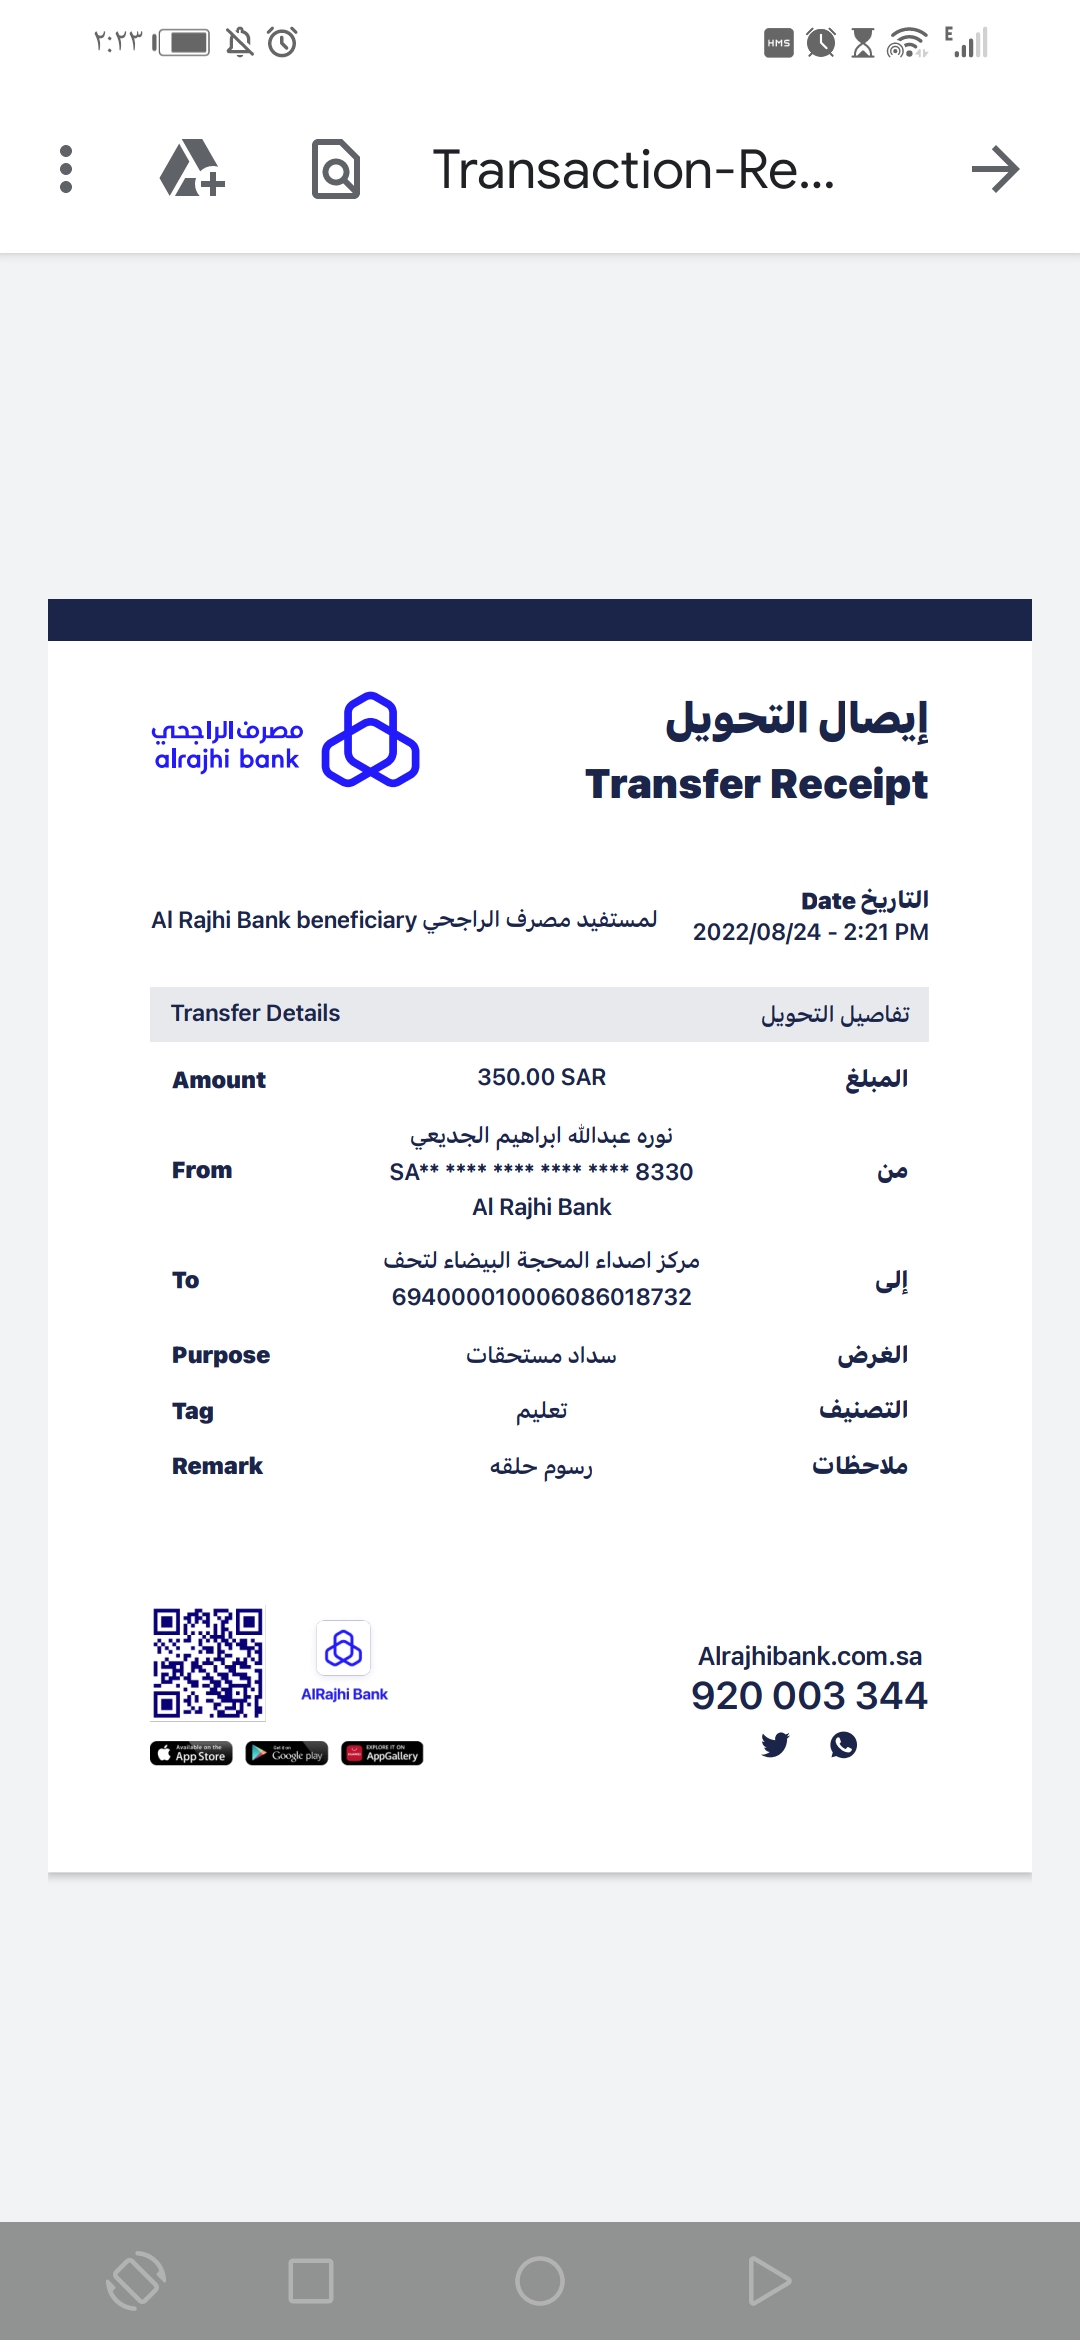 ٢:٢٣
HMS
E
Transaction-Re...
مصرف الراجحي
alrajhi bank
إيصال التحويل
Transfer Receipt
التاريخ Date
2022/08/24 - 2:21 PM
Al Rajhi Bank beneficiary لمستفيد مصرف الراجحي
Transfer Details تفاصيل التحويل
Amount 350.00 SAR المبلغ
نوره عبدالله ابراهيم الجديعي
From SA** **** **** **** **** 8330 من
Al Rajhi Bank
مركز اصداء المحجة البيضاء لتحف
To إلى
694000010006086018732
Purpose سداد مستحقات الغرض
Tag تعليم التصنيف
Remark رسوم حلقه ملاحظات
AlRajhi Bank
Available on the App Store
Get it on Google play
EXPLORE IT ON AppGallery
Alrajhibank.com.sa
920 003 344